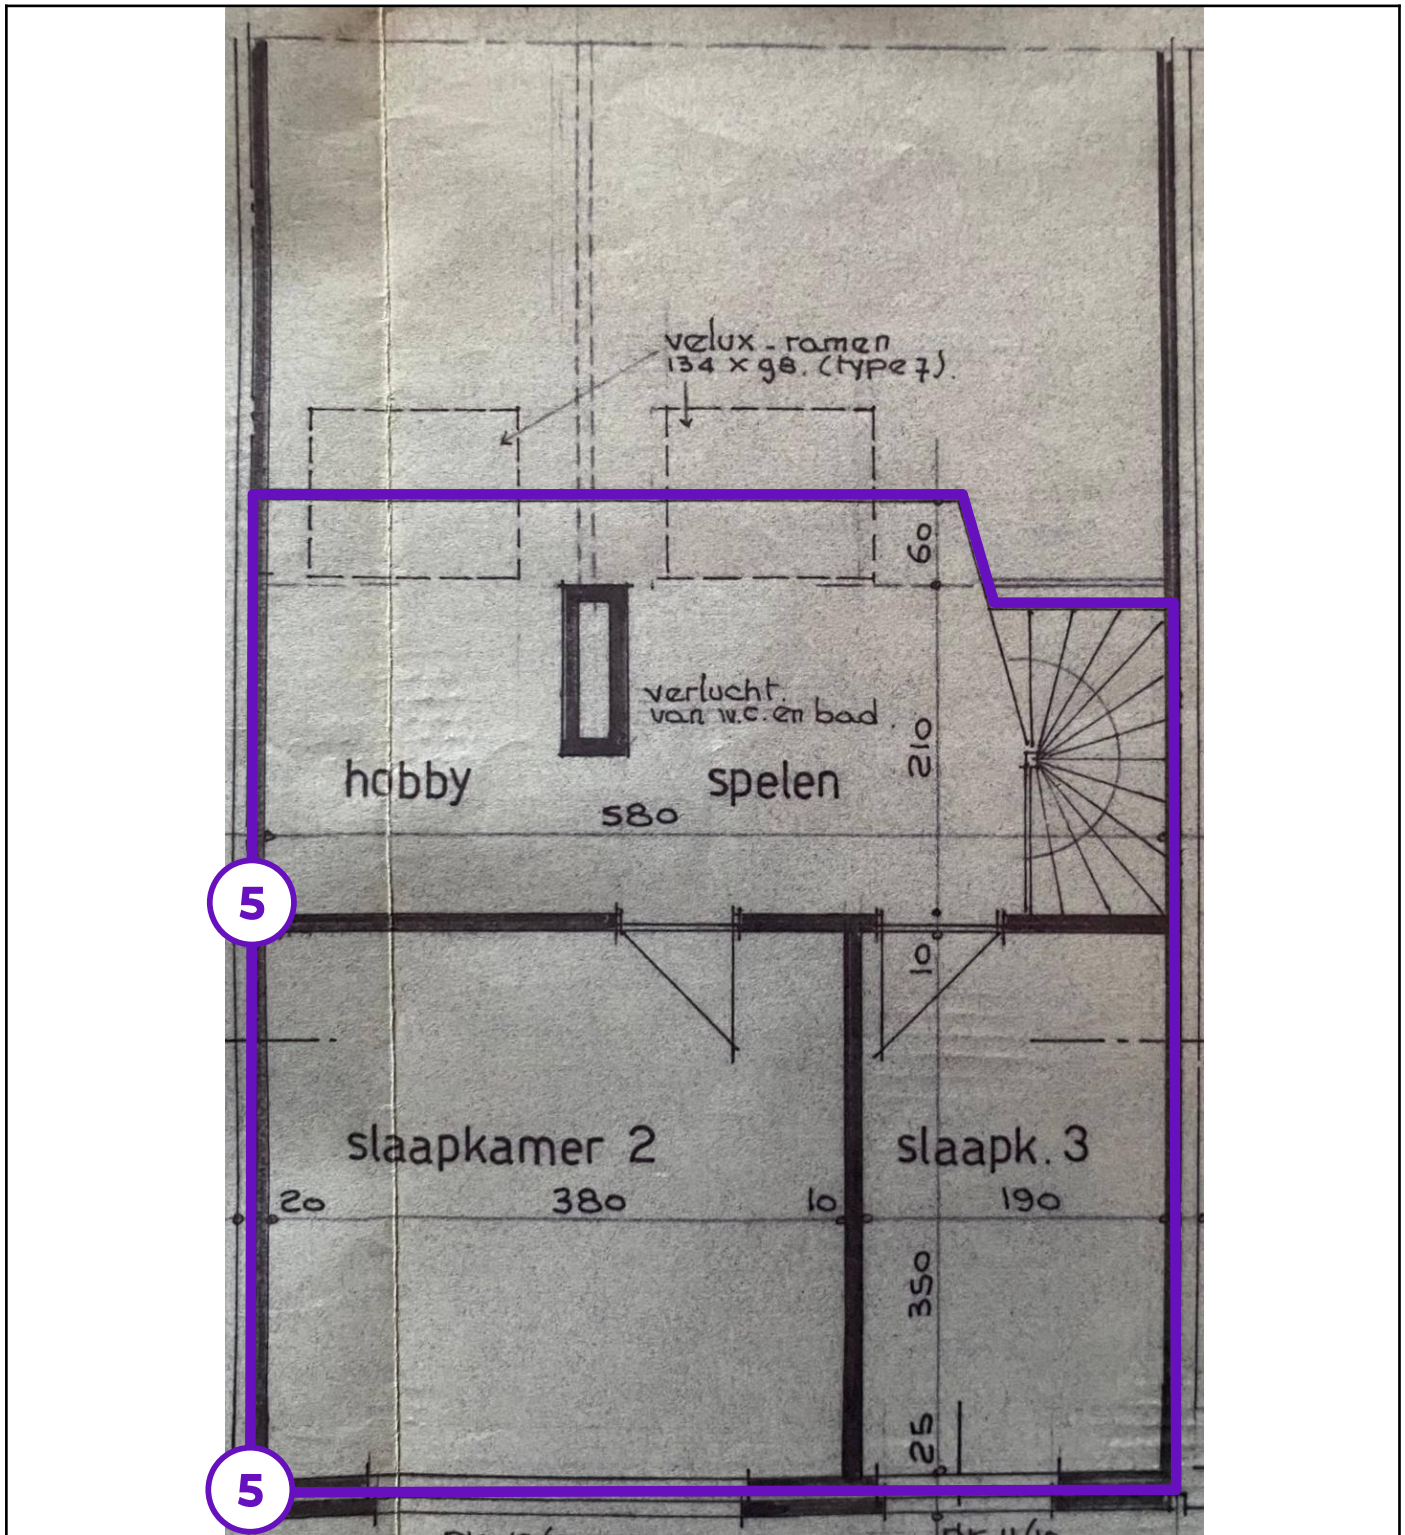 velux - ramen
134 x 98. (type 7).
60
verlucht.
van w.c. en bad.
210
hobby
spelen
580
5
10
slaapkamer 2
slaapk. 3
20
380
10
190
350
25
5